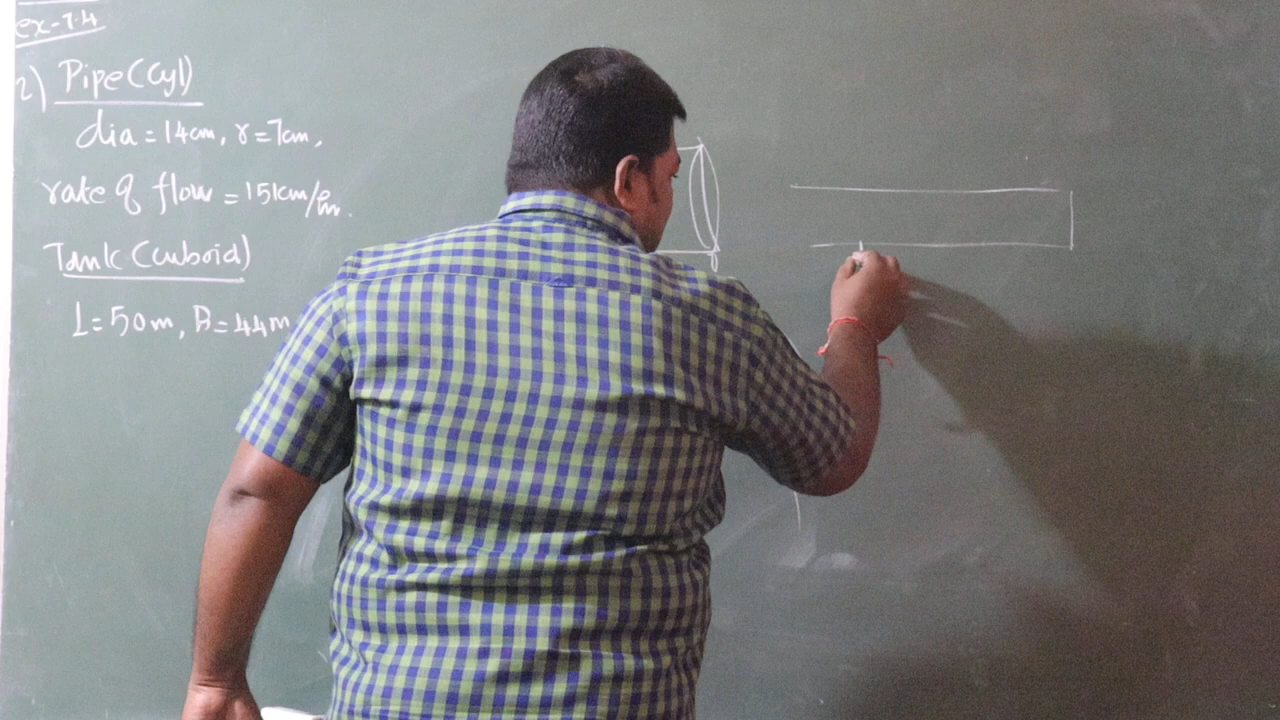 ex-7.4
2) Pipe (Cyl)
dia = 14cm, r = 7cm,
rate of flow = 15km/hr.
Tank (cuboid)
L = 50m, B = 44m